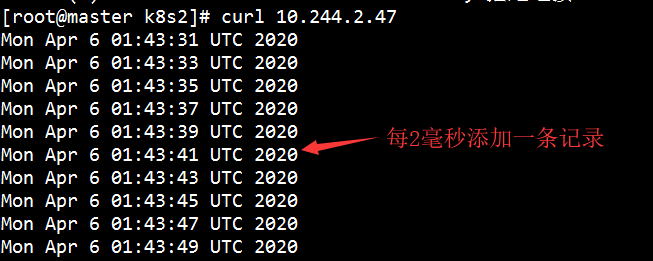 [root@master k8s2]# curl 10.244.2.47
Mon Apr 6 01:43:31 UTC 2020
Mon Apr 6 01:43:33 UTC 2020
Mon Apr 6 01:43:35 UTC 2020
Mon Apr 6 01:43:37 UTC 2020
Mon Apr 6 01:43:39 UTC 2020
Mon Apr 6 01:43:41 UTC 2020
每2毫秒添加一条记录
Mon Apr 6 01:43:43 UTC 2020
Mon Apr 6 01:43:45 UTC 2020
Mon Apr 6 01:43:47 UTC 2020
Mon Apr 6 01:43:49 UTC 2020